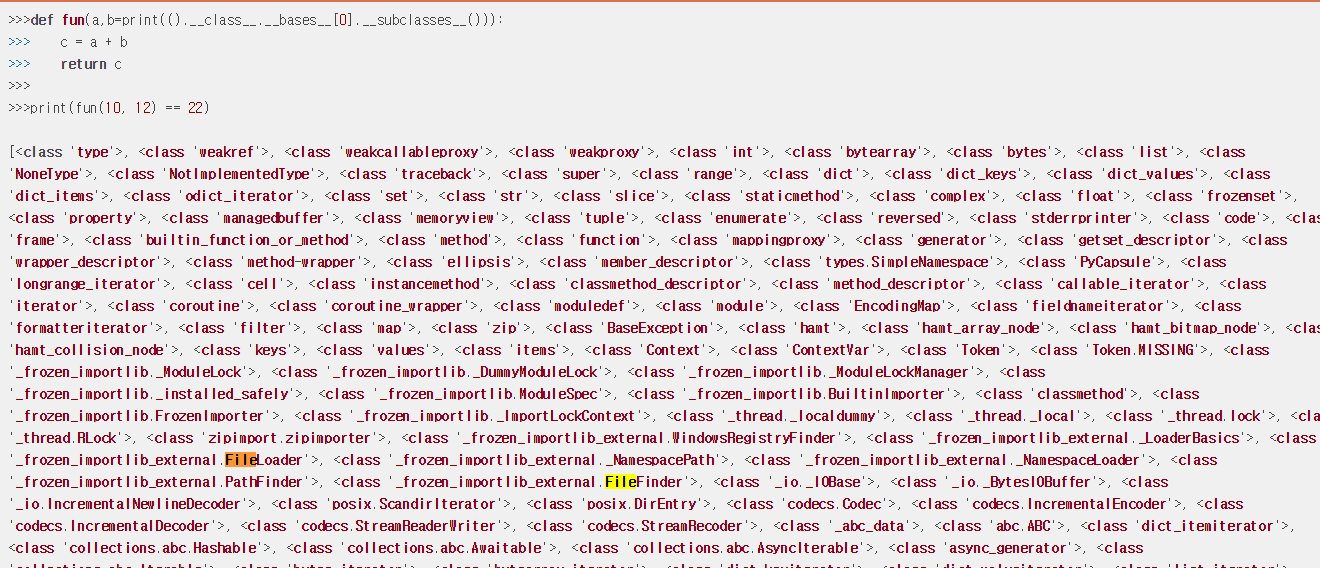 >>>def fun(a,b=print(().__class__.__bases__[0].__subclasses__())):
>>>    c = a + b
>>>    return c
>>>
>>>print(fun(10, 12) == 22)
[<class 'type'>, <class 'weakref'>, <class 'weakcallableproxy'>, <class 'weakproxy'>, <class 'int'>, <class 'bytearray'>, <class 'bytes'>, <class 'list'>, <class
'NoneType'>, <class 'NotImplementedType'>, <class 'traceback'>, <class 'super'>, <class 'range'>, <class 'dict'>, <class 'dict_keys'>, <class 'dict_values'>, <class
'dict_items'>, <class 'odict_iterator'>, <class 'set'>, <class 'str'>, <class 'slice'>, <class 'staticmethod'>, <class 'complex'>, <class 'float'>, <class 'frozenset'>,
<class 'property'>, <class 'managedbuffer'>, <class 'memoryview'>, <class 'tuple'>, <class 'enumerate'>, <class 'reversed'>, <class 'stderrprinter'>, <class 'code'>,
'frame'>, <class 'builtin_function_or_method'>, <class 'method'>, <class 'function'>, <class 'mappingproxy'>, <class 'generator'>, <class 'getset_descriptor'>, <class
'wrapper_descriptor'>, <class 'method-wrapper'>, <class 'ellipsis'>, <class 'member_descriptor'>, <class 'types.SimpleNamespace'>, <class 'PyCapsule'>, <class
'longrange_iterator'>, <class 'cell'>, <class 'instancemethod'>, <class 'classmethod_descriptor'>, <class 'method_descriptor'>, <class 'callable_iterator'>, <class
'iterator'>, <class 'coroutine'>, <class 'coroutine_wrapper'>, <class 'moduledef'>, <class 'module'>, <class 'EncodingMap'>, <class 'fieldnameiterator'>, <class
'formatteriterator'>, <class 'filter'>, <class 'map'>, <class 'zip'>, <class 'BaseException'>, <class 'hamt'>, <class 'hamt_array_node'>, <class 'hamt_bitmap_node'>,
'hamt_collision_node'>, <class 'keys'>, <class 'values'>, <class 'items'>, <class 'Context'>, <class 'ContextVar'>, <class 'Token'>, <class 'Token.MISSING'>, <class
'_frozen_importlib._ModuleLock'>, <class '_frozen_importlib._DummyModuleLock'>, <class '_frozen_importlib._ModuleLockManager'>, <class
'_frozen_importlib._installed_safely'>, <class '_frozen_importlib.ModuleSpec'>, <class '_frozen_importlib.BuiltinImporter'>, <class 'classmethod'>, <class
'_frozen_importlib.FrozenImporter'>, <class '_frozen_importlib._ImportLockContext'>, <class '_thread._localdummy'>, <class '_thread._local'>, <class '_thread.lock'>,
'_thread.RLock'>, <class 'zipimport.zipimporter'>, <class '_frozen_importlib_external.WindowsRegistryFinder'>, <class '_frozen_importlib_external._LoaderBasics'>, <class
'_frozen_importlib_external.FileLoader'>, <class '_frozen_importlib_external._NamespacePath'>, <class '_frozen_importlib_external._NamespaceLoader'>, <class
'_frozen_importlib_external.PathFinder'>, <class '_frozen_importlib_external.FileFinder'>, <class '_io._IOBase'>, <class '_io._BytesIOBuffer'>, <class
'_io.IncrementalNewlineDecoder'>, <class 'posix.ScandirIterator'>, <class 'posix.DirEntry'>, <class 'codecs.Codec'>, <class 'codecs.IncrementalEncoder'>, <class
'codecs.IncrementalDecoder'>, <class 'codecs.StreamReaderWriter'>, <class 'codecs.StreamRecoder'>, <class '_abc_data'>, <class 'abc.ABC'>, <class 'dict_itemiterator'>,
<class 'collections.abc.Hashable'>, <class 'collections.abc.Awaitable'>, <class 'collections.abc.AsyncIterable'>, <class 'async_generator'>, <class